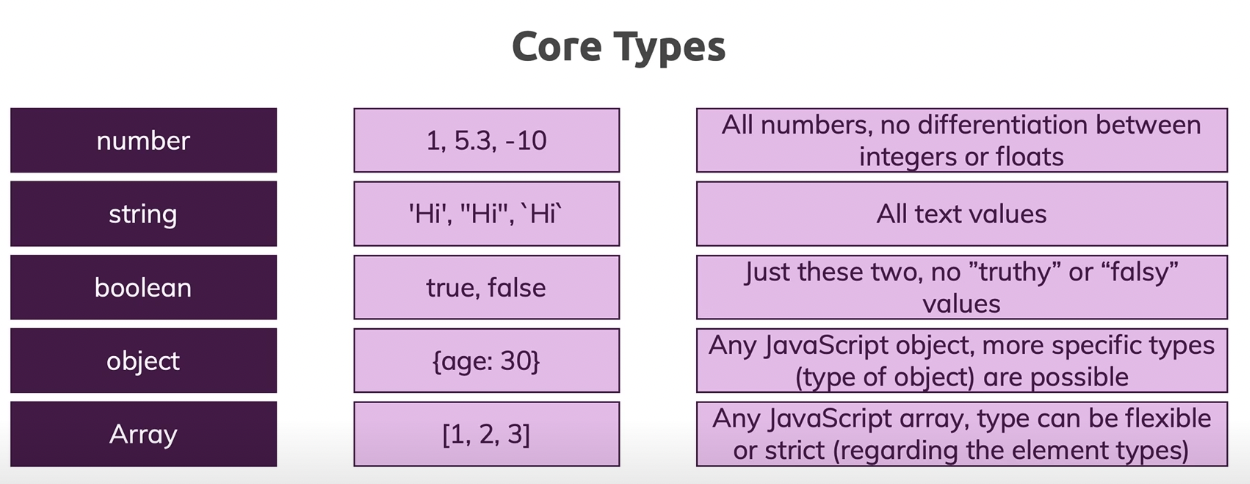 Core Types
number
1, 5.3, -10
All numbers, no differentiation between
integers or floats
string
'Hi', "Hi", `Hi`
All text values
boolean
true, false
Just these two, no ”truthy” or “falsy”
values
object
{age: 30}
Any JavaScript object, more specific types
(type of object) are possible
Array
[1, 2, 3]
Any JavaScript array, type can be flexible
or strict (regarding the element types)